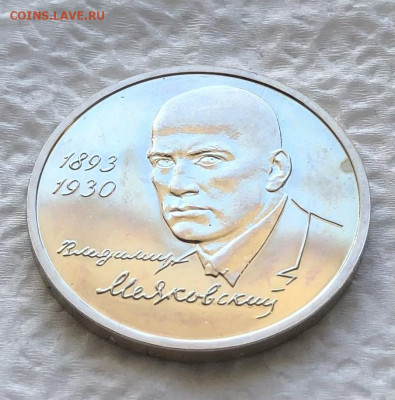 COINS.LAVE.RU
1893
1930
Владимир
Маяковский